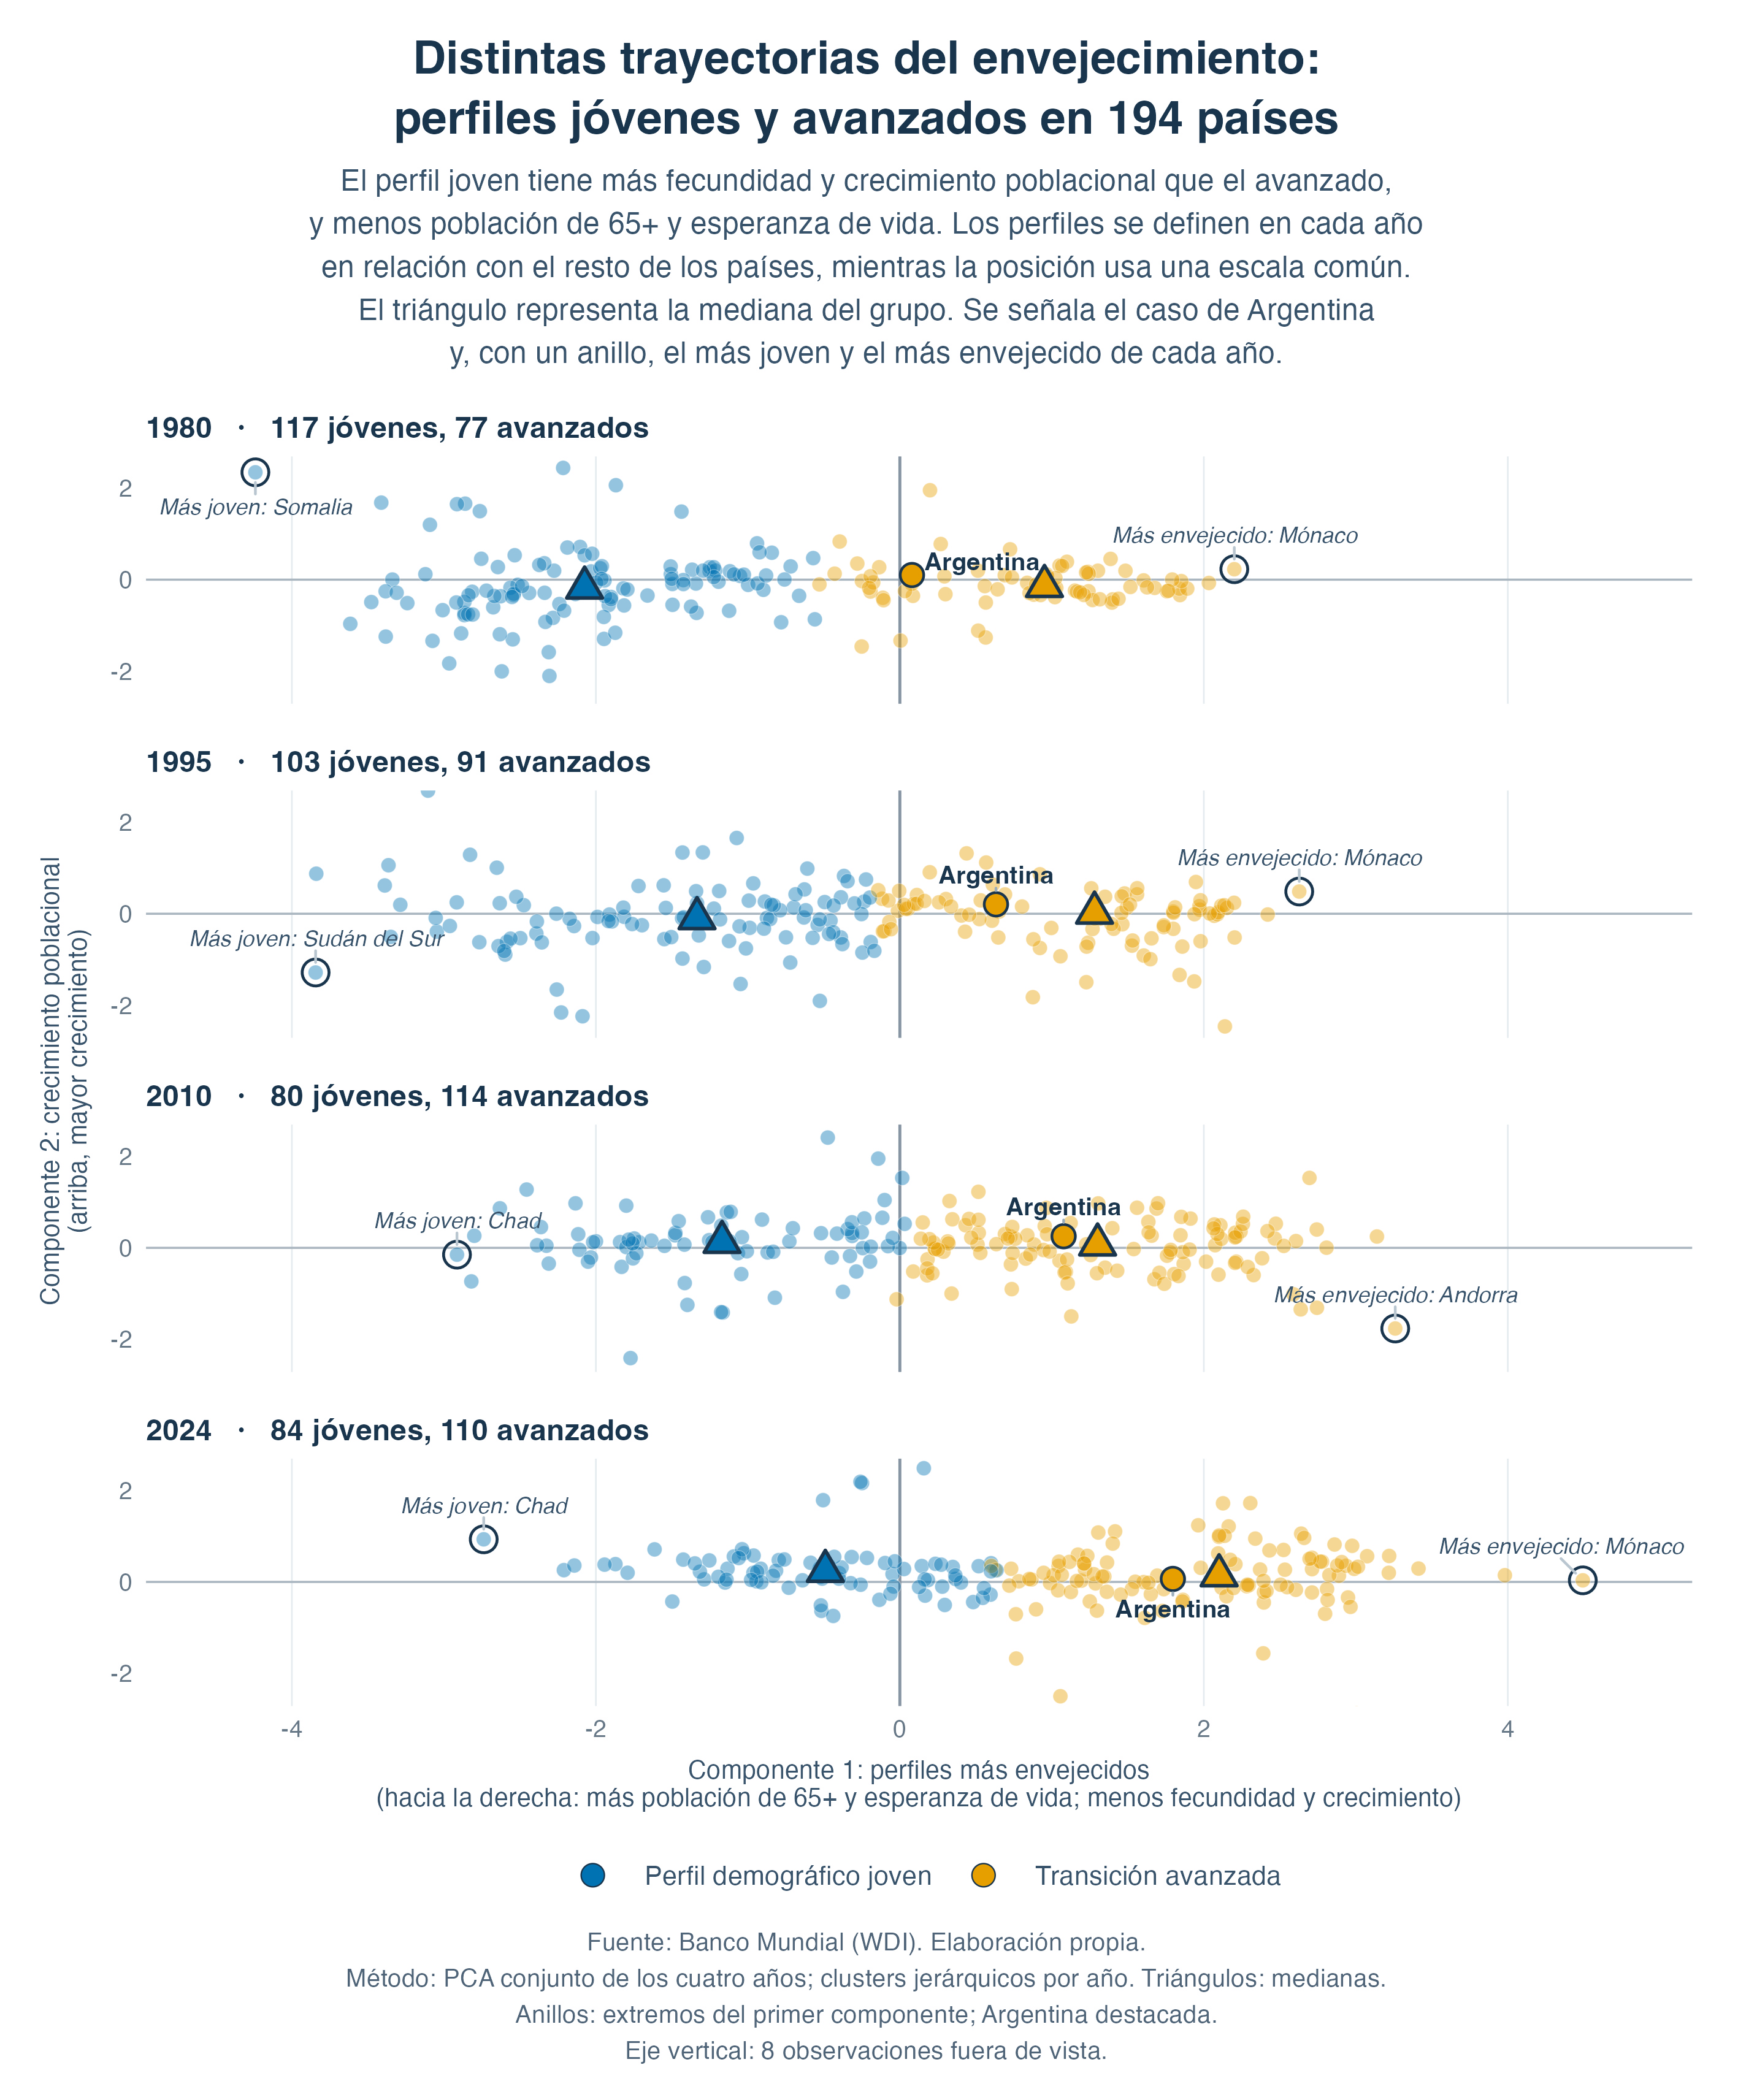 Distintas trayectorias del envejecimiento:
perfiles jóvenes y avanzados en 194 países
El perfil joven tiene más fecundidad y crecimiento poblacional que el avanzado,
y menos población de 65+ y esperanza de vida. Los perfiles se definen en cada año
en relación con el resto de los países, mientras la posición usa una escala común.
El triángulo representa la mediana del grupo. Se señala el caso de Argentina
y, con un anillo, el más joven y el más envejecido de cada año.
1980 · 117 jóvenes, 77 avanzados
2
0
-2
Más joven: Somalia
Argentina
Más envejecido: Mónaco
1995 · 103 jóvenes, 91 avanzados
2
0
-2
Más joven: Sudán del Sur
Argentina
Más envejecido: Mónaco
Componente 2: crecimiento poblacional
(arriba, mayor crecimiento)
2010 · 80 jóvenes, 114 avanzados
2
0
-2
Más joven: Chad
Argentina
Más envejecido: Andorra
2024 · 84 jóvenes, 110 avanzados
2
0
-2
Más joven: Chad
Argentina
Más envejecido: Mónaco
-4 -2 0 2 4
Componente 1: perfiles más envejecidos
(hacia la derecha: más población de 65+ y esperanza de vida; menos fecundidad y crecimiento)
Perfil demográfico joven Transición avanzada
Fuente: Banco Mundial (WDI). Elaboración propia.
Método: PCA conjunto de los cuatro años; clusters jerárquicos por año. Triángulos: medianas.
Anillos: extremos del primer componente; Argentina destacada.
Eje vertical: 8 observaciones fuera de vista.